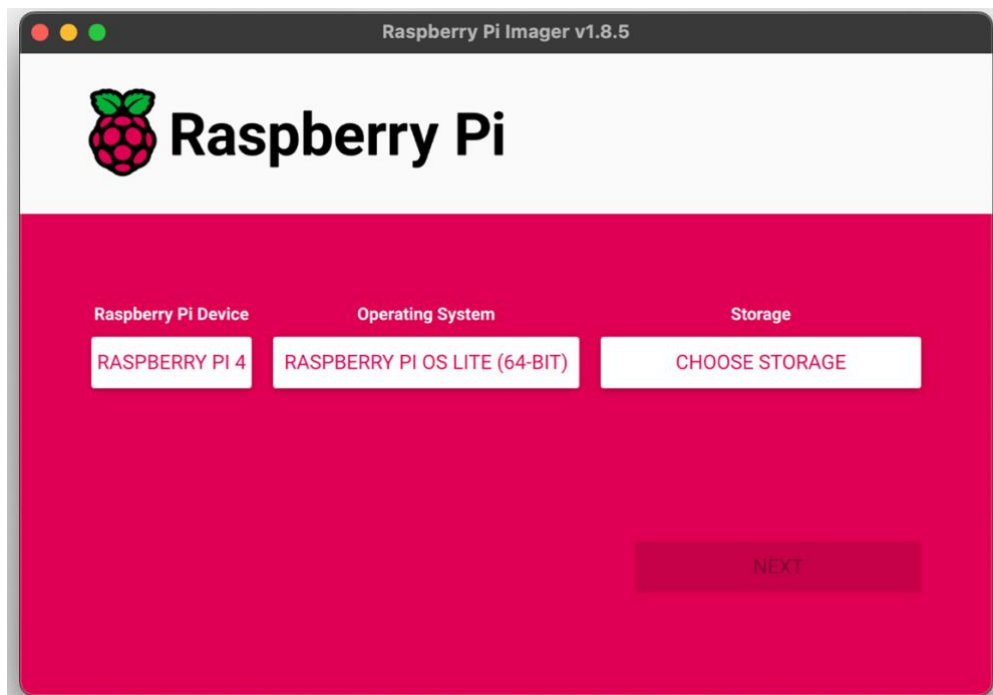 Raspberry Pi Imager v1.8.5
Raspberry Pi
Raspberry Pi Device
Operating System
Storage
RASPBERRY PI 4
RASPBERRY PI OS LITE (64-BIT)
CHOOSE STORAGE
NEXT